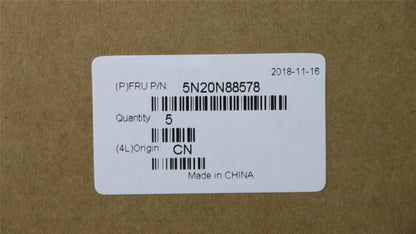 2018-11-16
(P)FRU P/N: 5N20N88578
Quantity: 5
(4L)Origin: CN
Made in CHINA